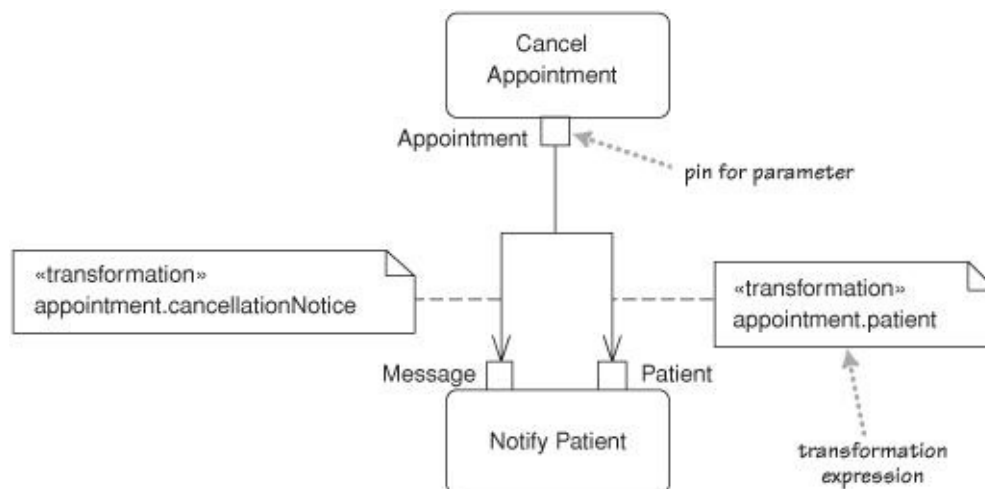 Cancel
Appointment
Appointment
pin for parameter
«transformation»
appointment.cancellationNotice
«transformation»
appointment.patient
Message
Patient
Notify Patient
transformation
expression